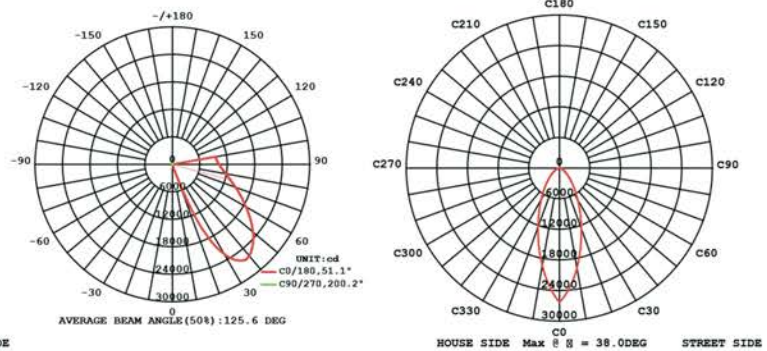 -/+180
-150
150
-120
120
-90
90
0
6000
12000
18000
24000
30000
-60
60
-30
30
0
UNIT:cd
C0/180,51.1°
C90/270,200.2°
AVERAGE BEAM ANGLE(50%):125.6 DEG
DE
C180
C210
C150
C240
C120
C270
C90
0
6000
12000
18000
24000
30000
C300
C60
C330
C30
C0
HOUSE SIDE Max @ = 38.0DEG STREET SIDE